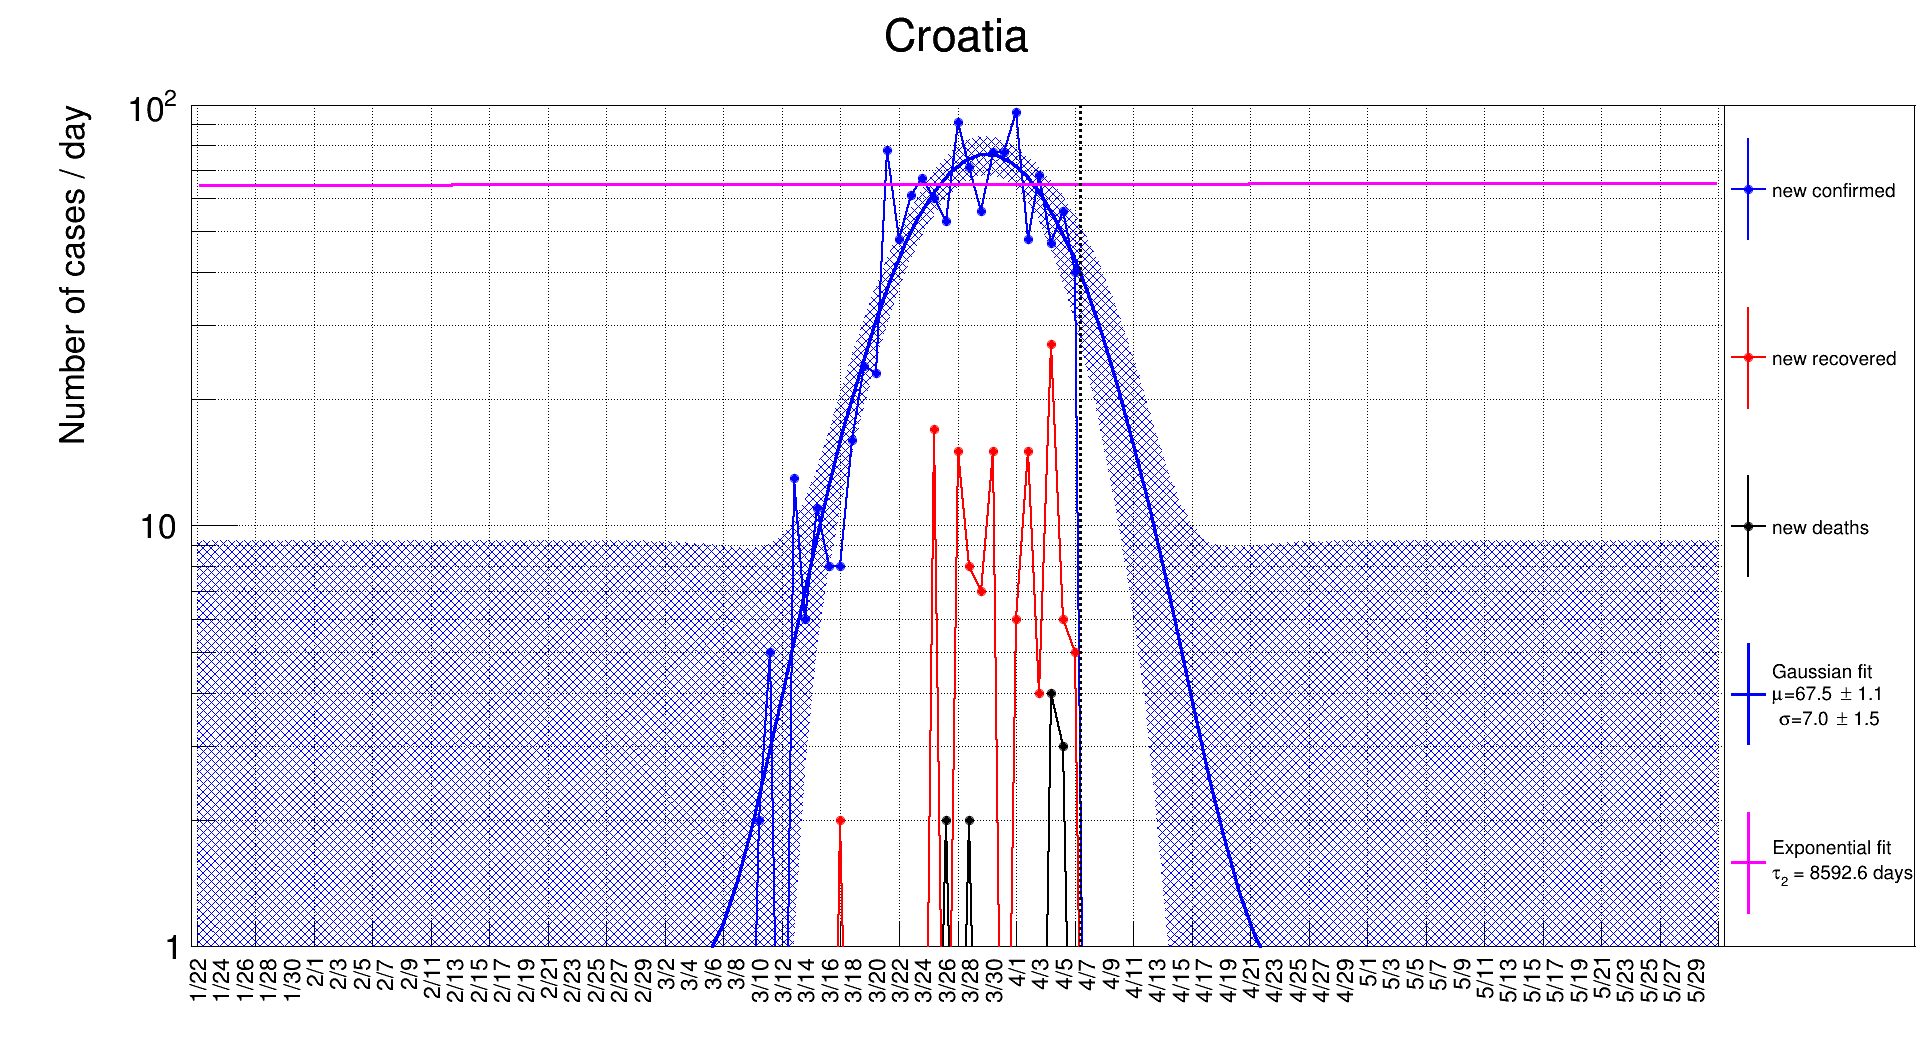 Croatia
Number of cases / day
10²
10
1
1/22 1/24 1/26 1/28 1/30 2/1 2/3 2/5 2/7 2/9 2/11 2/13 2/15 2/17 2/19 2/21 2/23 2/25 2/27 2/29 3/2 3/4 3/6 3/8 3/10 3/12 3/14 3/16 3/18 3/20 3/22 3/24 3/26 3/28 3/30 4/1 4/3 4/5 4/7 4/9 4/11 4/13 4/15 4/17 4/19 4/21 4/23 4/25 4/27 4/29 5/1 5/3 5/5 5/7 5/9 5/11 5/13 5/15 5/17 5/19 5/21 5/23 5/25 5/27 5/29
new confirmed
new recovered
new deaths
Gaussian fit
μ=67.5 ± 1.1
σ=7.0 ± 1.5
Exponential fit
τ₂ = 8592.6 days